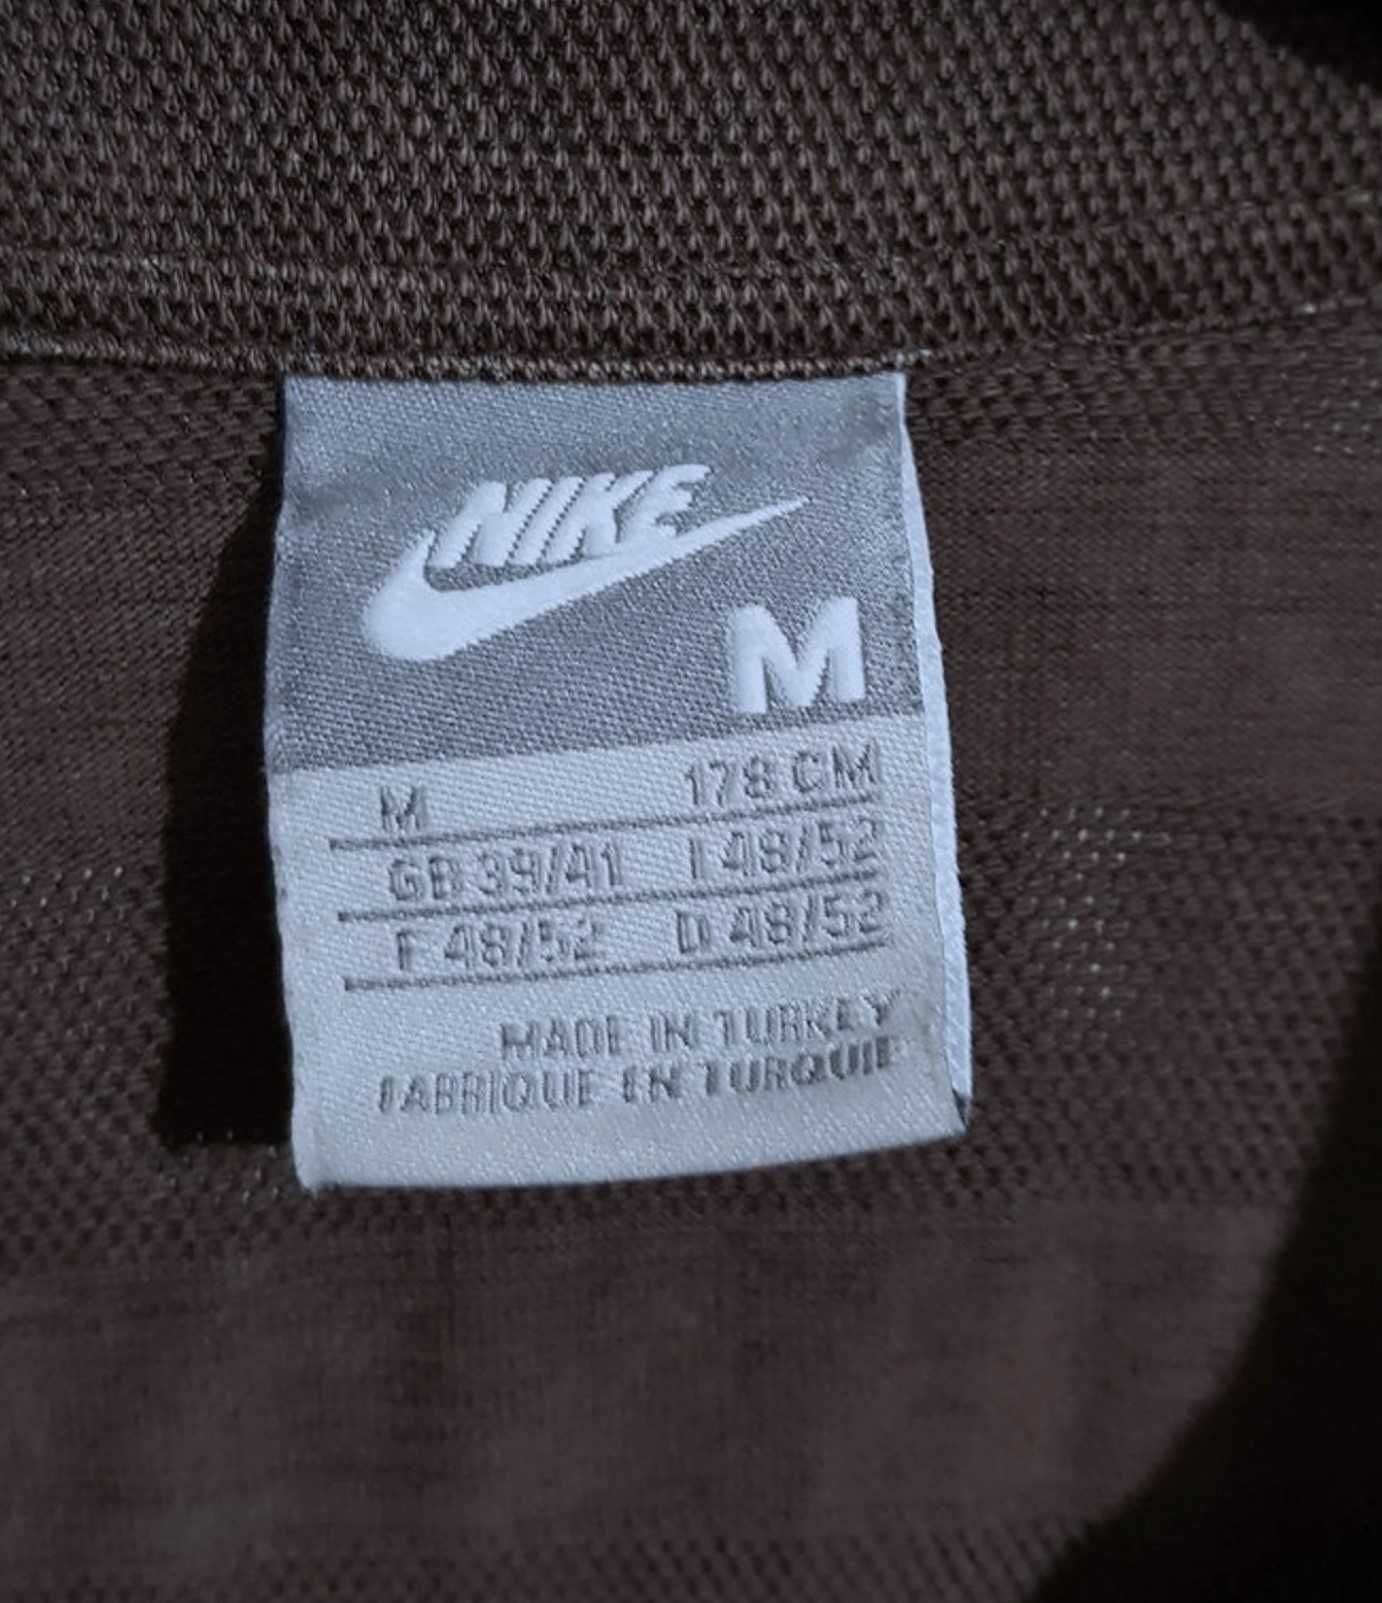 NIKE
M
M 178 CM
GB 39/41 I 48/52
F 48/52 D 48/52
MADE IN TURKEY
FABRIQUE EN TURQUIE